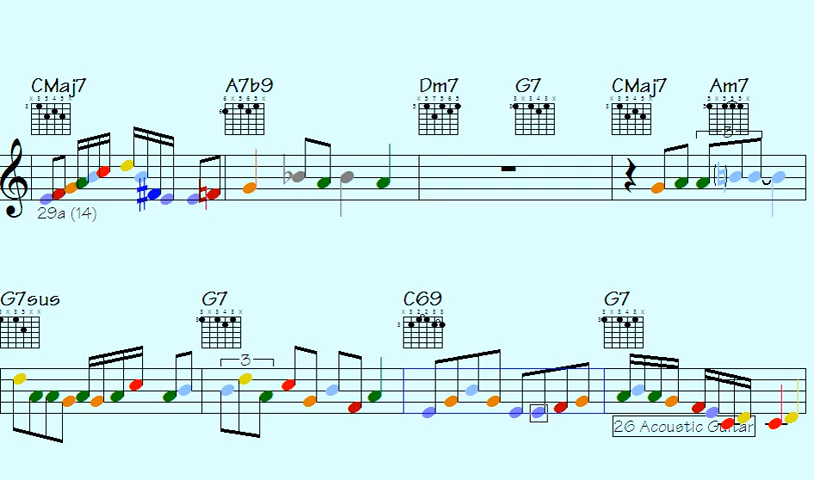 CMaj7 A7b9 Dm7 G7 CMaj7 Am7
3
29a (14)
G7sus G7 C69 G7
3
26 Acoustic Guitar